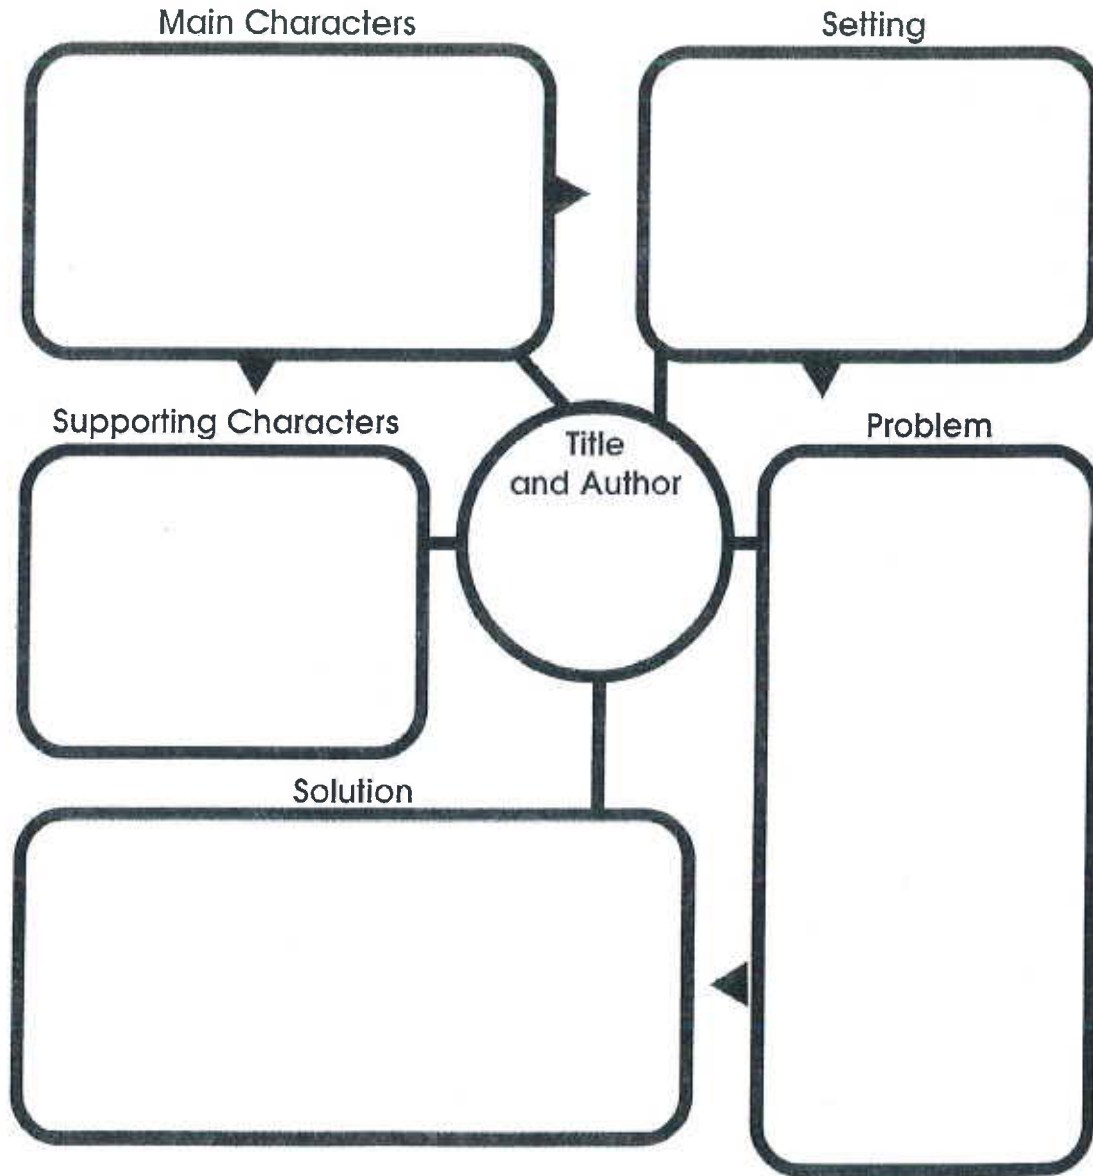 Main Characters
Setting
Supporting Characters
Title
and Author
Problem
Solution